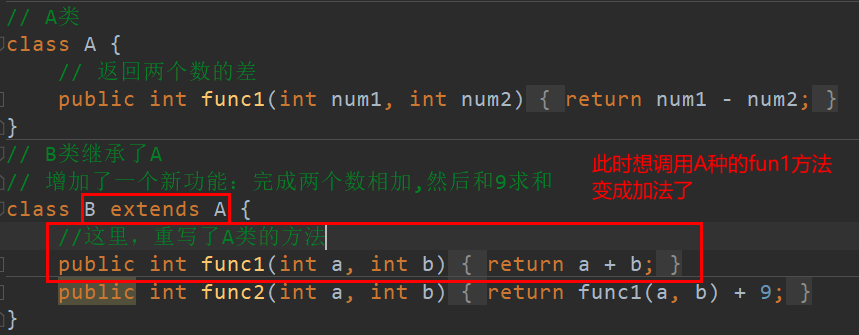 // A类
class A {
// 返回两个数的差
public int func1(int num1, int num2) { return num1 - num2; }
}
// B类继承了A
// 增加了一个新功能：完成两个数相加,然后和9求和
此时想调用A种的fun1方法
变成加法了
class B extends A {
//这里，重写了A类的方法
public int func1(int a, int b) { return a + b; }
public int func2(int a, int b) { return func1(a, b) + 9; }
}